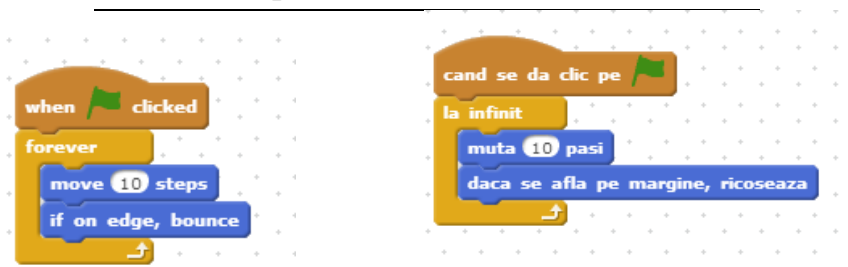 when clicked
forever
move 10 steps
if on edge, bounce
cand se da clic pe
la infinit
muta 10 pasi
daca se afla pe margine, ricoseaza